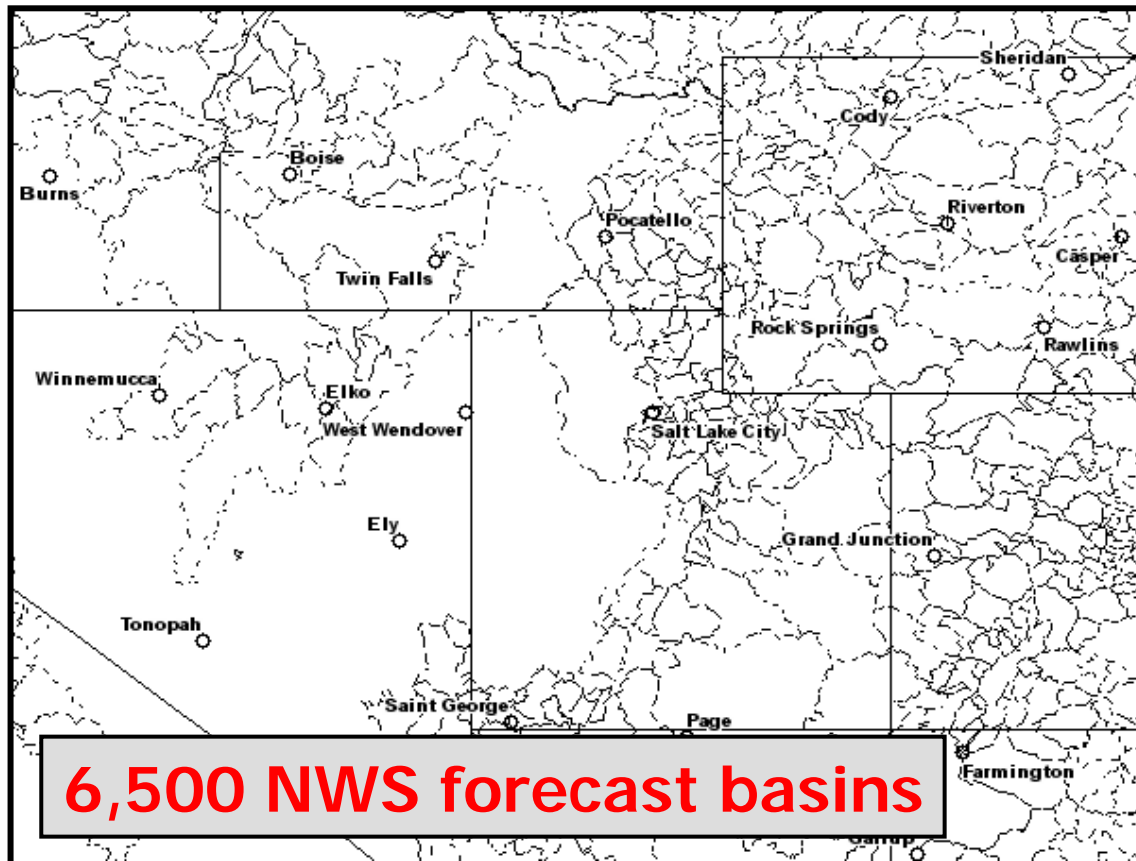 Sheridan
Cody
Boise
Burns
Riverton
Pocatello
Casper
Twin Falls
Rock Springs
Rawlins
Winnemucca
Elko
West Wendover
Salt Lake City
Ely
Grand Junction
Tonopah
Saint George
Page
6,500 NWS forecast basins
Farmington